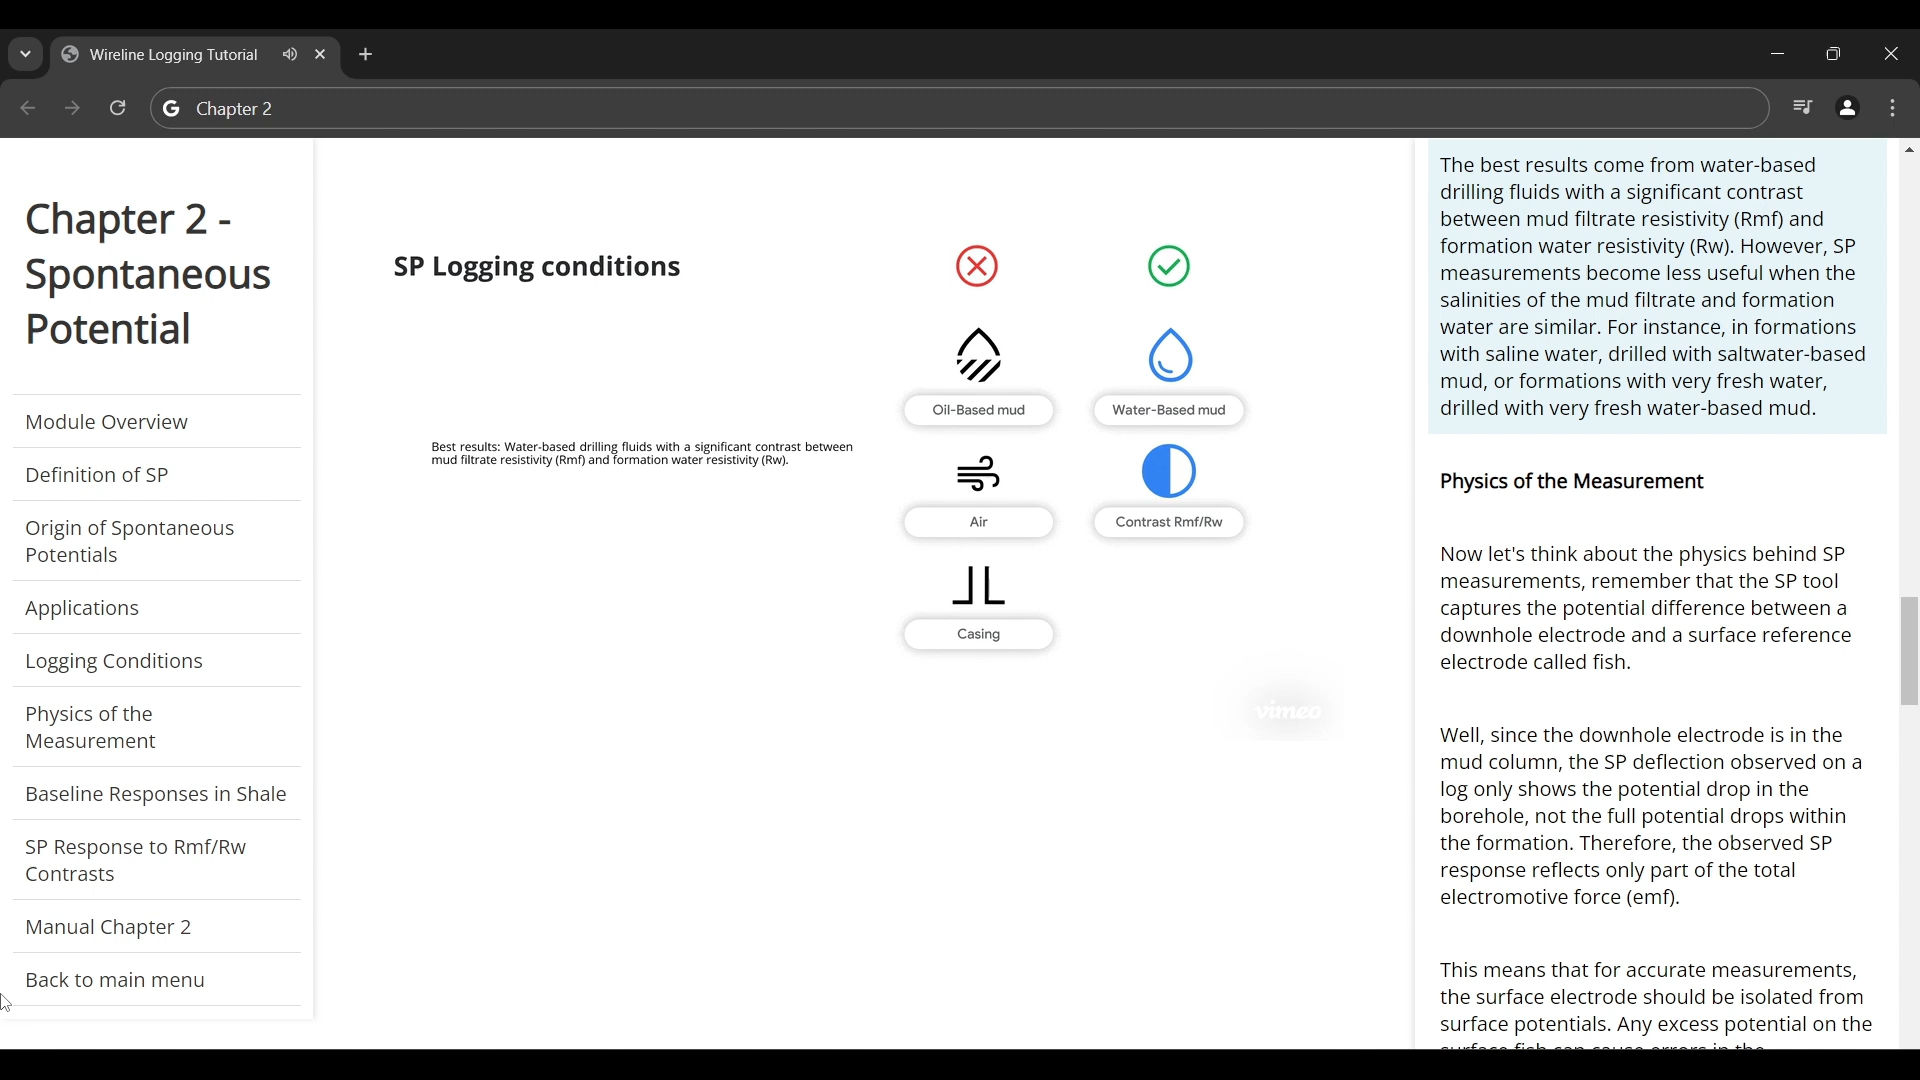 Wireline Logging Tutorial
Chapter 2
Chapter 2 -
Spontaneous
Potential
Module Overview
Definition of SP
Origin of Spontaneous
Potentials
Applications
Logging Conditions
Physics of the
Measurement
Baseline Responses in Shale
SP Response to Rmf/Rw
Contrasts
Manual Chapter 2
Back to main menu
SP Logging conditions
Best results: Water-based drilling fluids with a significant contrast between
mud filtrate resistivity (Rmf) and formation water resistivity (Rw).
Oil-Based mud
Water-Based mud
Air
Contrast Rmf/Rw
Casing
vimeo
The best results come from water-based
drilling fluids with a significant contrast
between mud filtrate resistivity (Rmf) and
formation water resistivity (Rw). However, SP
measurements become less useful when the
salinities of the mud filtrate and formation
water are similar. For instance, in formations
with saline water, drilled with saltwater-based
mud, or formations with very fresh water,
drilled with very fresh water-based mud.
Physics of the Measurement
Now let's think about the physics behind SP
measurements, remember that the SP tool
captures the potential difference between a
downhole electrode and a surface reference
electrode called fish.
Well, since the downhole electrode is in the
mud column, the SP deflection observed on a
log only shows the potential drop in the
borehole, not the full potential drops within
the formation. Therefore, the observed SP
response reflects only part of the total
electromotive force (emf).
This means that for accurate measurements,
the surface electrode should be isolated from
surface potentials. Any excess potential on the
surface fish can cause errors in the